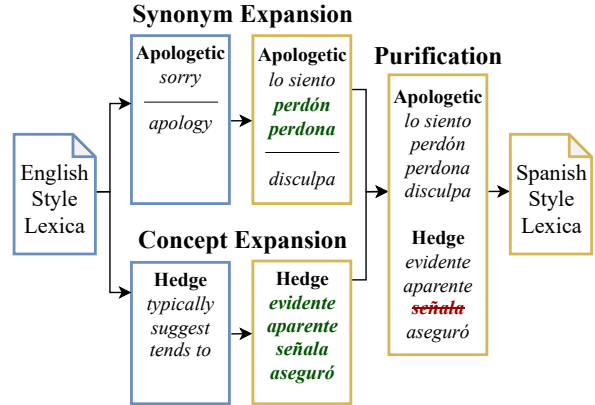 Synonym Expansion
Apologetic
sorry
apology
Apologetic
lo siento
perdón
perdona
disculpa
English
Style
Lexica
Concept Expansion
Hedge
typically
suggest
tends to
Hedge
evidente
aparente
señala
aseguró
Purification
Apologetic
lo siento
perdón
perdona
disculpa
Hedge
evidente
aparente
señala
aseguró
Spanish
Style
Lexica